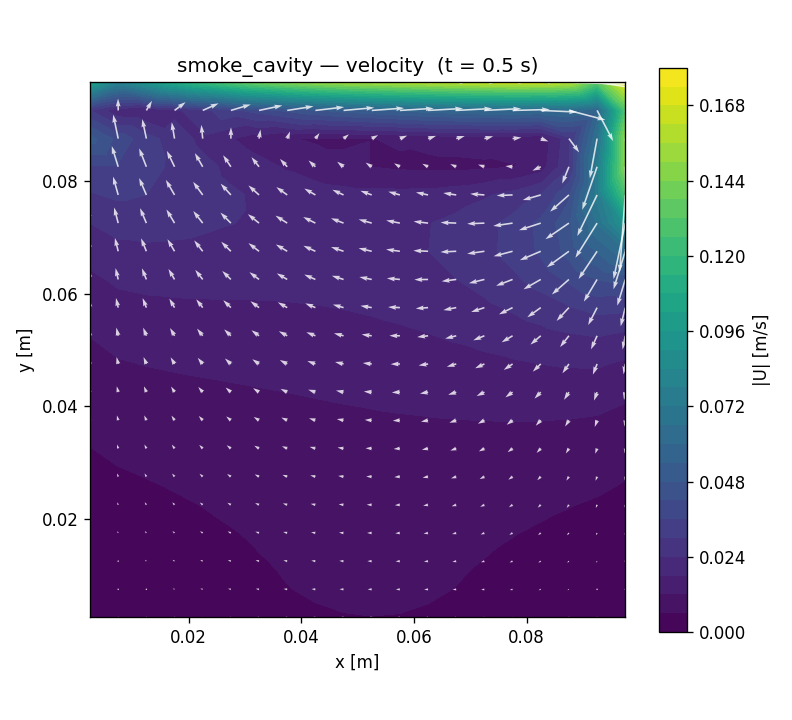 smoke_cavity — velocity  (t = 0.5 s)
0.08
0.06
0.04
0.02
y [m]
0.02 0.04 0.06 0.08
x [m]
0.168
0.144
0.120
0.096
0.072
0.048
0.024
0.000
|U| [m/s]